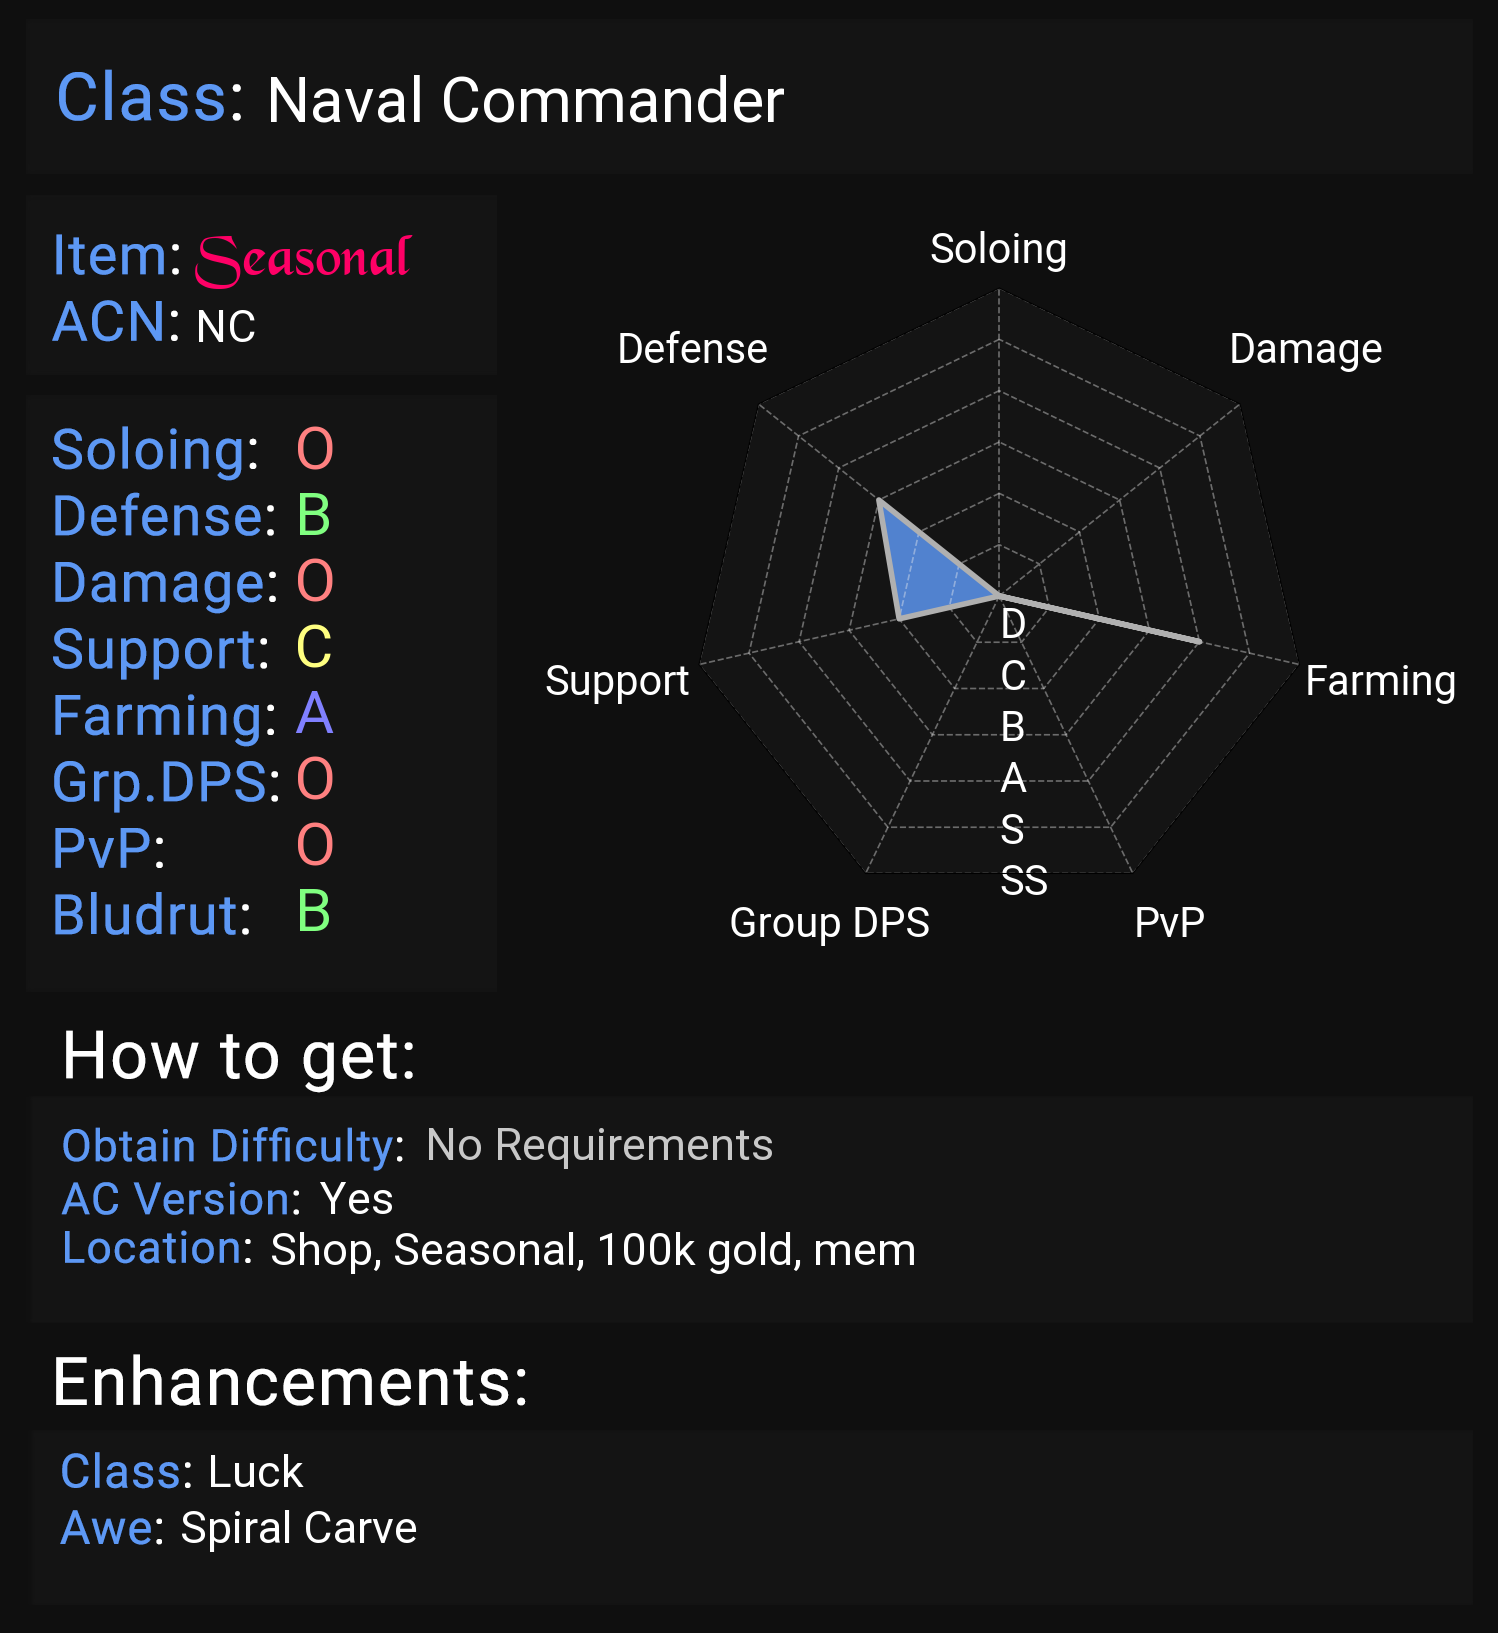 Class: Naval Commander
Item: Seasonal
ACN: NC
Soloing: O
Defense: B
Damage: O
Support: C
Farming: A
Grp.DPS: O
PvP: O
Bludrut: B
Soloing
Defense
Damage
Support
Farming
D
C
B
A
S
SS
Group DPS
PvP
How to get:
Obtain Difficulty: No Requirements
AC Version: Yes
Location: Shop, Seasonal, 100k gold, mem
Enhancements:
Class: Luck
Awe: Spiral Carve